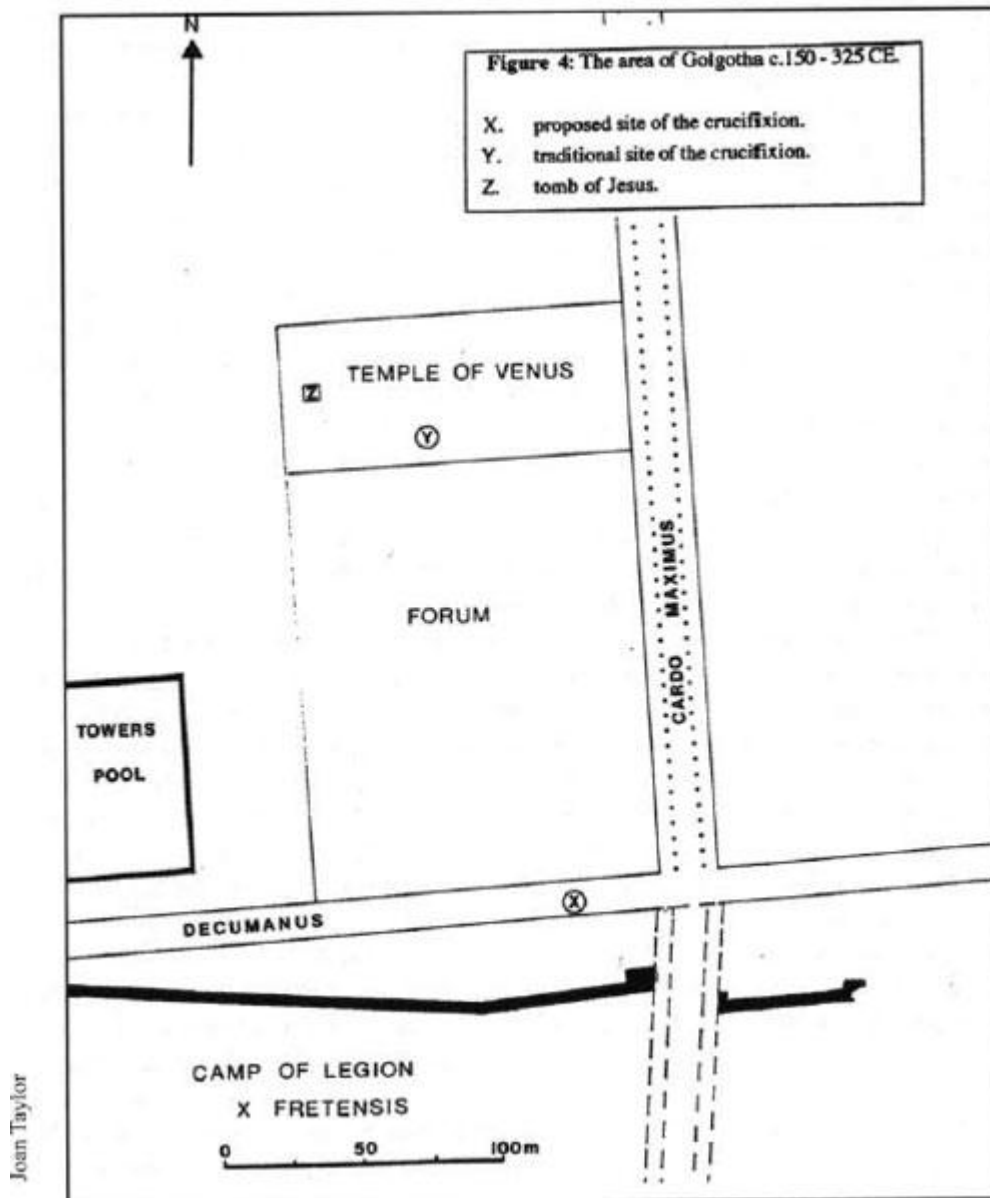 N
Figure 4: The area of Golgotha c.150 - 325 CE.
X. proposed site of the crucifixion.
Y. traditional site of the crucifixion.
Z. tomb of Jesus.
TEMPLE OF VENUS
Z
Y
FORUM
CARDO MAXIMUS
TOWERS
POOL
X
DECUMANUS
CAMP OF LEGION
X FRETENSIS
0 50 100m
Joan Taylor